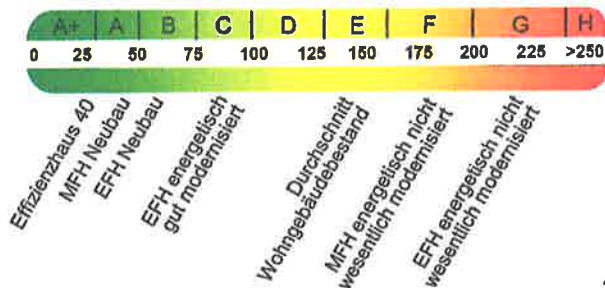 A+ A B C D E F G H
0 25 50 75 100 125 150 175 200 225 >250
Effizienzhaus 40
MFH Neubau
EFH Neubau
EFH energetisch
gut modernisiert
Durchschnitt
Wohngebäudebestand
MFH energetisch nicht
wesentlich modernisiert
EFH energetisch nicht
wesentlich modernisiert